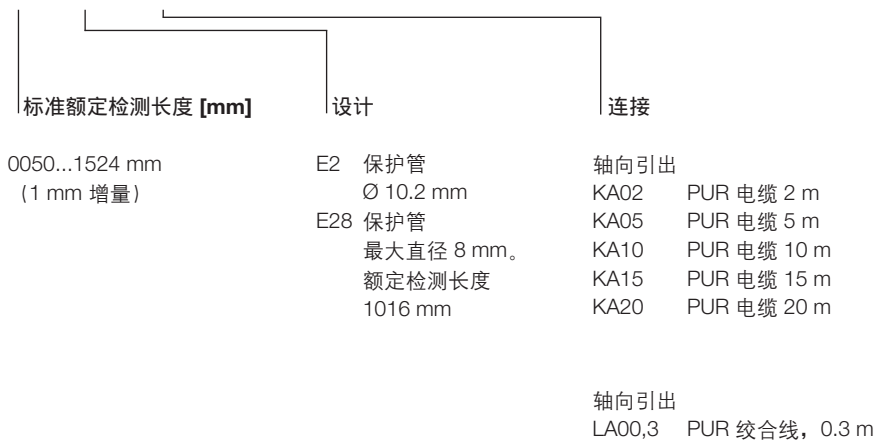 标准额定检测长度 [mm]
0050...1524 mm
（1 mm 增量）
设计
E2 保护管
Ø 10.2 mm
E28 保护管
最大直径 8 mm。
额定检测长度
1016 mm
连接
轴向引出
KA02 PUR 电缆 2 m
KA05 PUR 电缆 5 m
KA10 PUR 电缆 10 m
KA15 PUR 电缆 15 m
KA20 PUR 电缆 20 m
轴向引出
LA00,3 PUR 绞合线，0.3 m